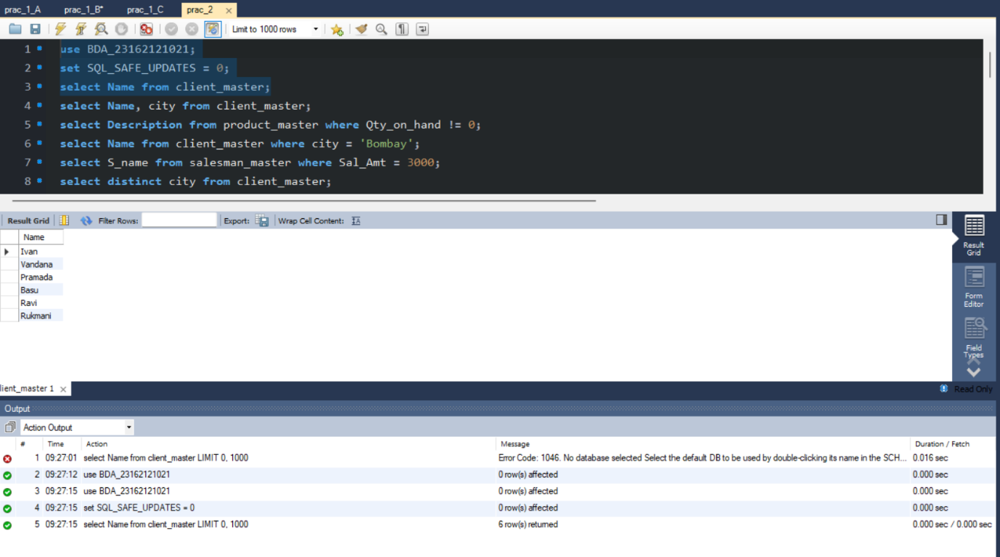 prac_1_A prac_1_B* prac_1_C prac_2
Limit to 1000 rows
1 use BDA_23162121021;
2 set SQL_SAFE_UPDATES = 0;
3 select Name from client_master;
4 select Name, city from client_master;
5 select Description from product_master where Qty_on_hand != 0;
6 select Name from client_master where city = 'Bombay';
7 select S_name from salesman_master where Sal_Amt = 3000;
8 select distinct city from client_master;
Result Grid Filter Rows: Export: Wrap Cell Content:
Name
Ivan
Vandana
Pramada
Basu
Ravi
Rukmani
Result
Grid
Form
Editor
Field
Types
lient_master 1 Read Only
Output
Action Output
# Time Action Message Duration / Fetch
1 09:27:01 select Name from client_master LIMIT 0, 1000 Error Code: 1046. No database selected Select the default DB to be used by double-clicking its name in the SCH... 0.016 sec
2 09:27:12 use BDA_23162121021 0 row(s) affected 0.000 sec
3 09:27:15 use BDA_23162121021 0 row(s) affected 0.000 sec
4 09:27:15 set SQL_SAFE_UPDATES = 0 0 row(s) affected 0.000 sec
5 09:27:15 select Name from client_master LIMIT 0, 1000 6 row(s) returned 0.000 sec / 0.000 sec